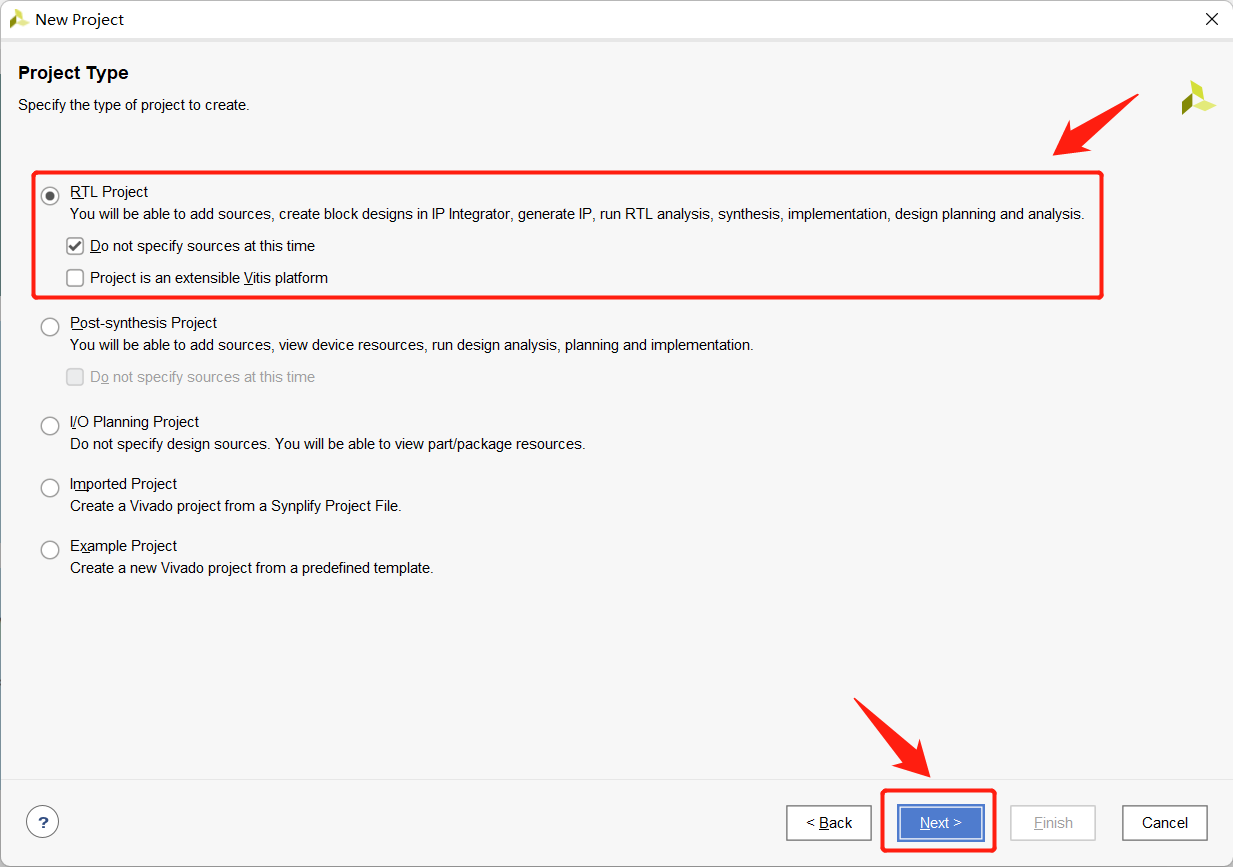 New Project
Project Type
Specify the type of project to create.
RTL Project
You will be able to add sources, create block designs in IP Integrator, generate IP, run RTL analysis, synthesis, implementation, design planning and analysis.
Do not specify sources at this time
Project is an extensible Vitis platform
Post-synthesis Project
You will be able to add sources, view device resources, run design analysis, planning and implementation.
Do not specify sources at this time
I/O Planning Project
Do not specify design sources. You will be able to view part/package resources.
Imported Project
Create a Vivado project from a Synplify Project File.
Example Project
Create a new Vivado project from a predefined template.
? < Back Next > Finish Cancel